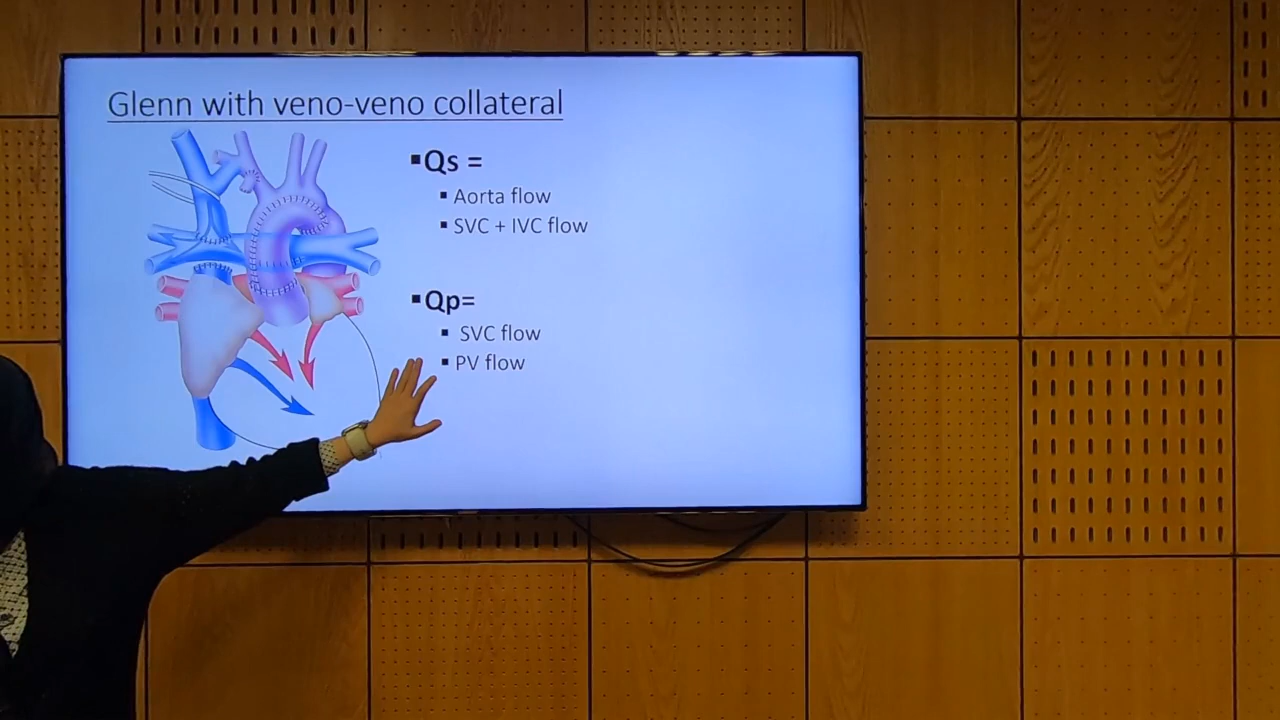 Glenn with veno-veno collateral
▪Qs =
▪ Aorta flow
▪ SVC + IVC flow
▪Qp=
▪ SVC flow
▪ PV flow